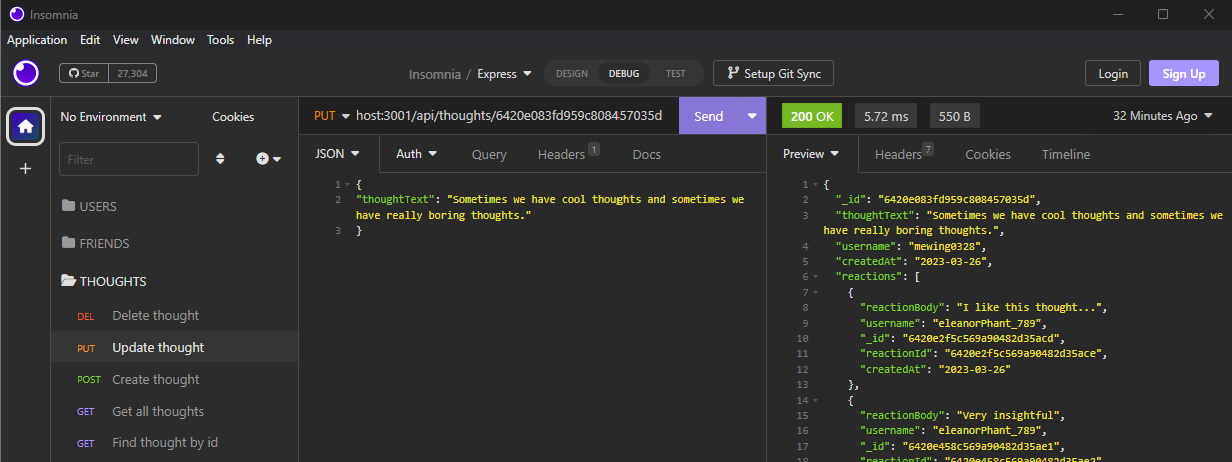 Insomnia
Application Edit View Window Tools Help
Star 27,304
Insomnia / Express
DESIGN DEBUG TEST
Setup Git Sync
Login
Sign Up
No Environment Cookies
Filter
USERS
FRIENDS
THOUGHTS
DEL Delete thought
PUT Update thought
POST Create thought
GET Get all thoughts
GET Find thought by id
PUT host:3001/api/thoughts/6420e083fd959c808457035d Send
JSON Auth Query Headers 1 Docs
1 {
2 "thoughtText": "Sometimes we have cool thoughts and sometimes we
have really boring thoughts."
3 }
200 OK 5.72 ms 550 B 32 Minutes Ago
Preview Headers 7 Cookies Timeline
1 {
2 "_id": "6420e083fd959c808457035d",
3 "thoughtText": "Sometimes we have cool thoughts and sometimes we
have really boring thoughts.",
4 "username": "mewing0328",
5 "createdAt": "2023-03-26",
6 "reactions": [
7 {
8 "reactionBody": "I like this thought...",
9 "username": "eleanorPhant_789",
10 "_id": "6420e2f5c569a90482d35acd",
11 "reactionId": "6420e2f5c569a90482d35ace",
12 "createdAt": "2023-03-26"
13 },
14 {
15 "reactionBody": "Very insightful",
16 "username": "eleanorPhant_789",
17 "_id": "6420e458c569a90482d35ae1",
18 "reactionId": "6420e458c569a90482d35ae2",